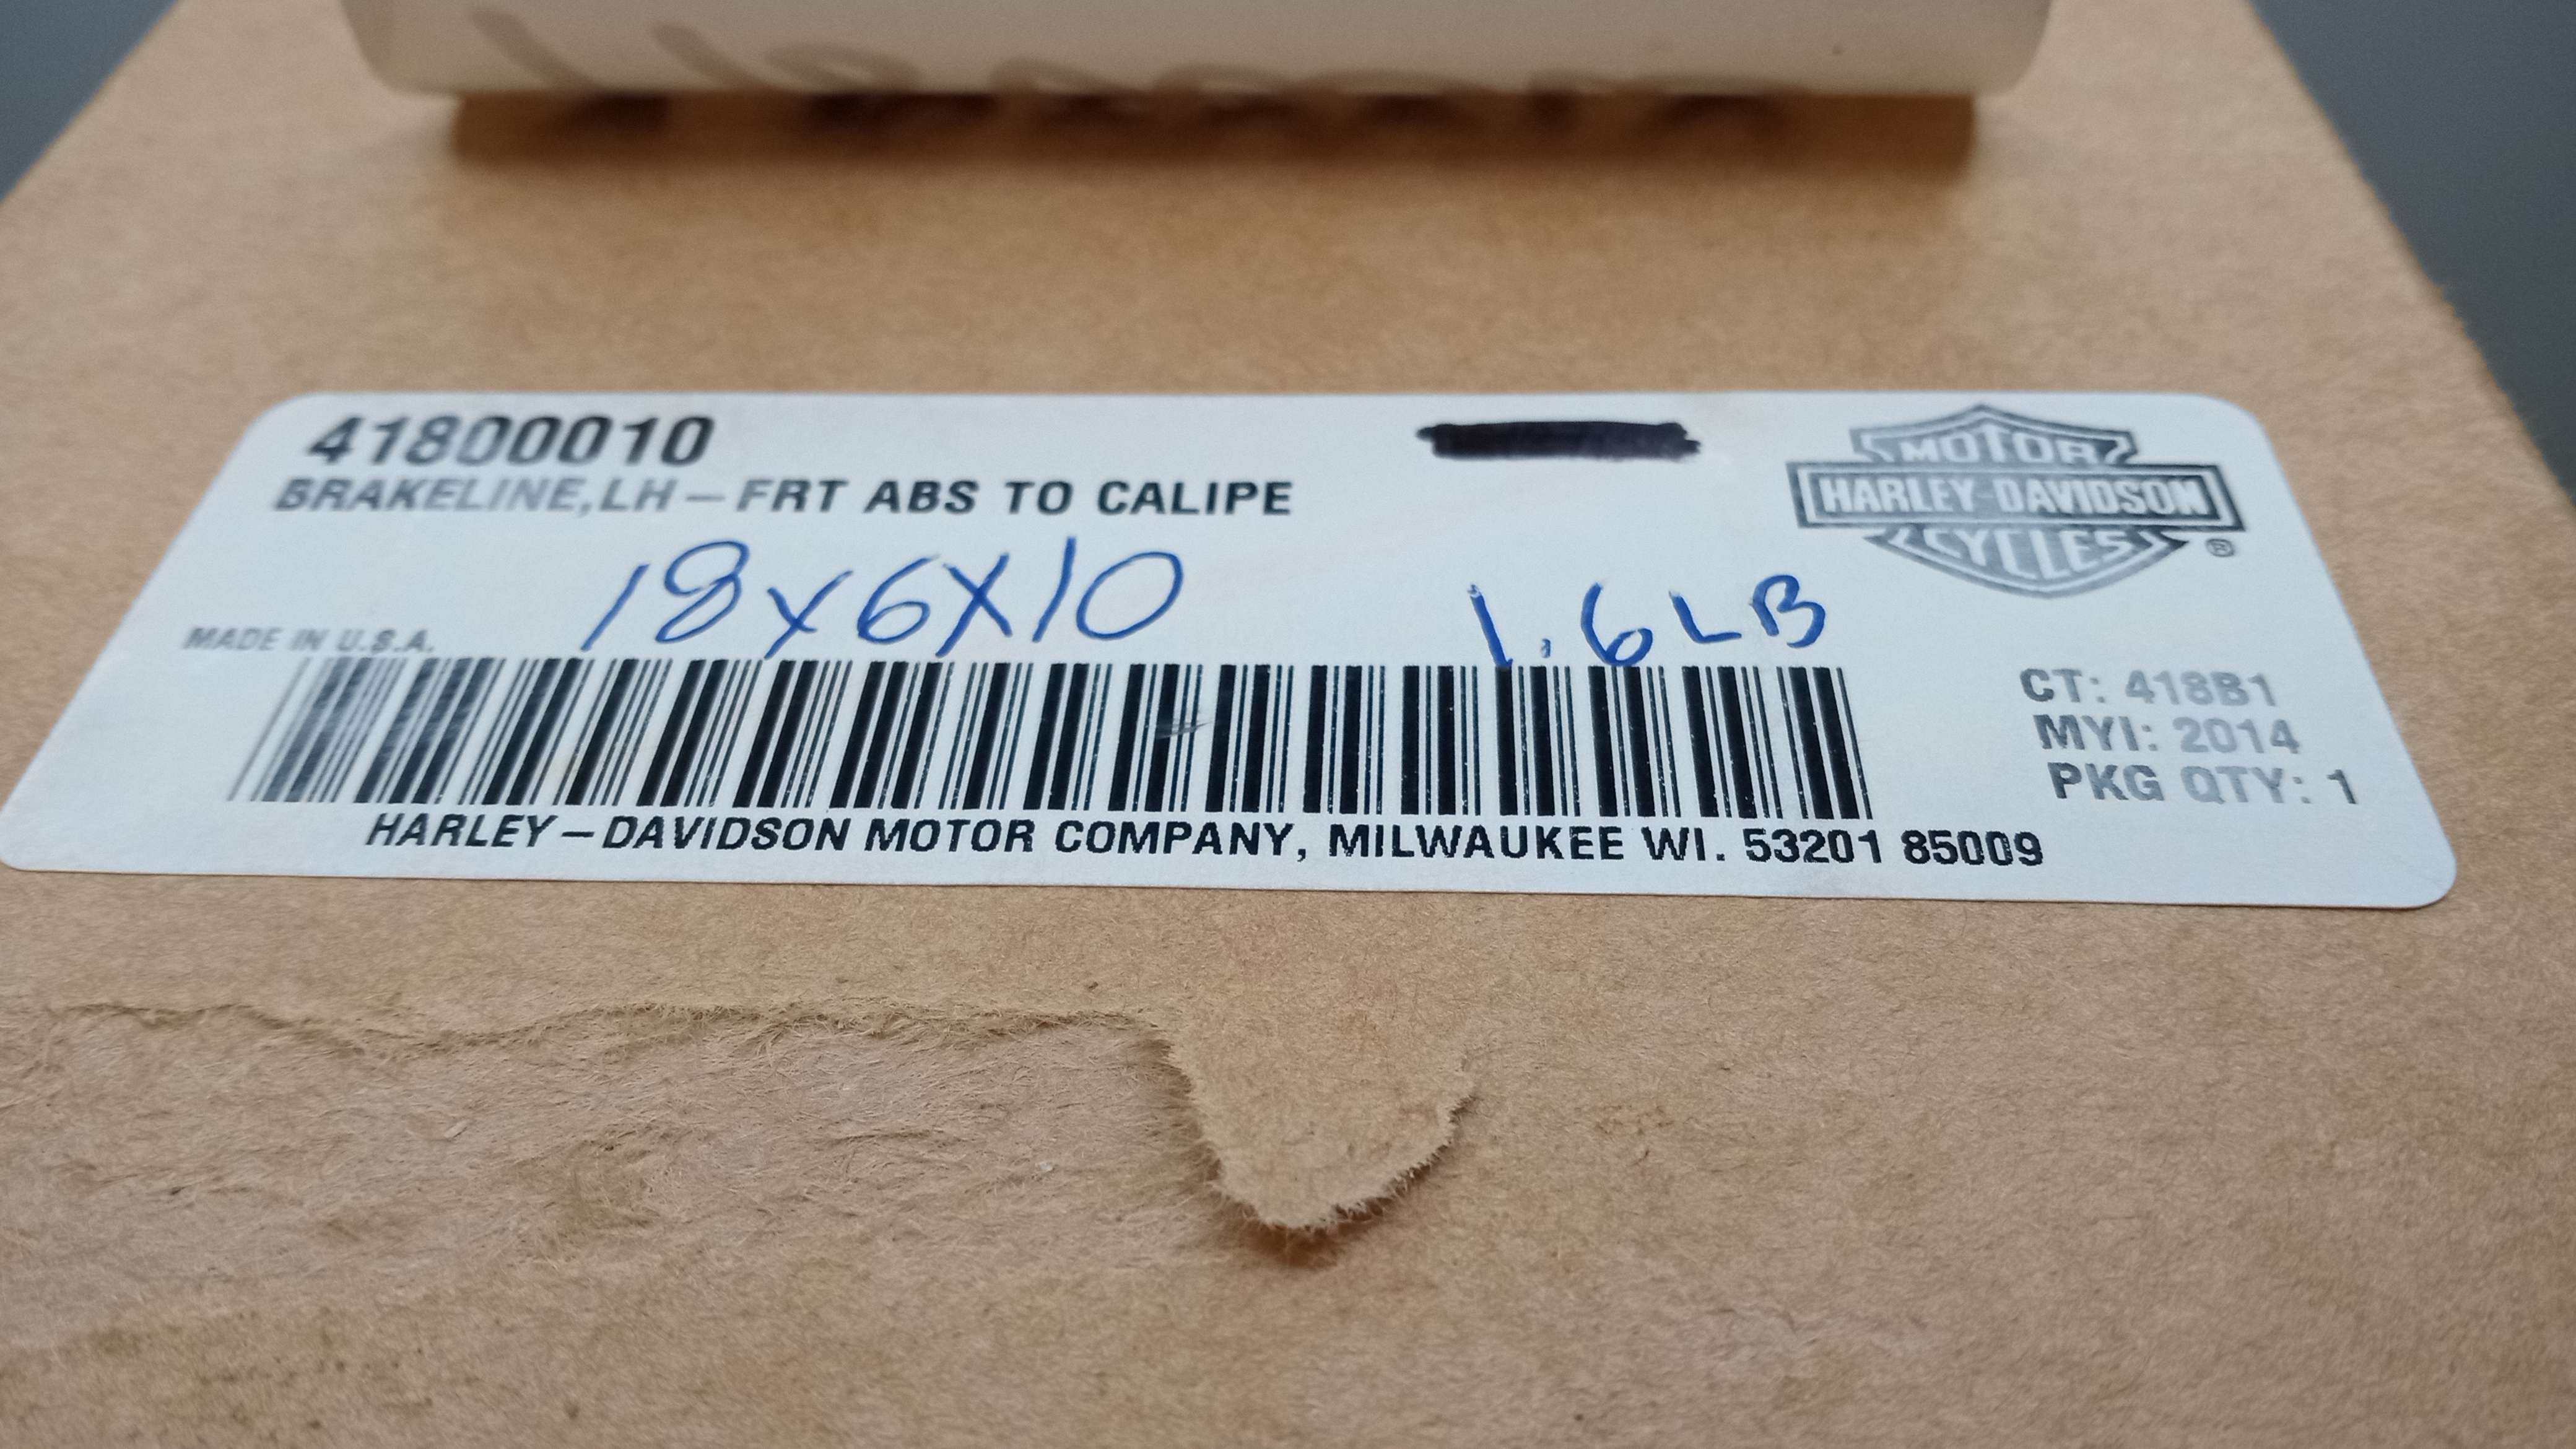 41800010
BRAKELINE,LH-FRT ABS TO CALIPE
MOTOR
HARLEY-DAVIDSON
CYCLES
®
18x6x10
1.6LB
MADE IN U.S.A.
CT: 418B1
MYI: 2014
PKG QTY: 1
HARLEY-DAVIDSON MOTOR COMPANY, MILWAUKEE WI. 53201 85009